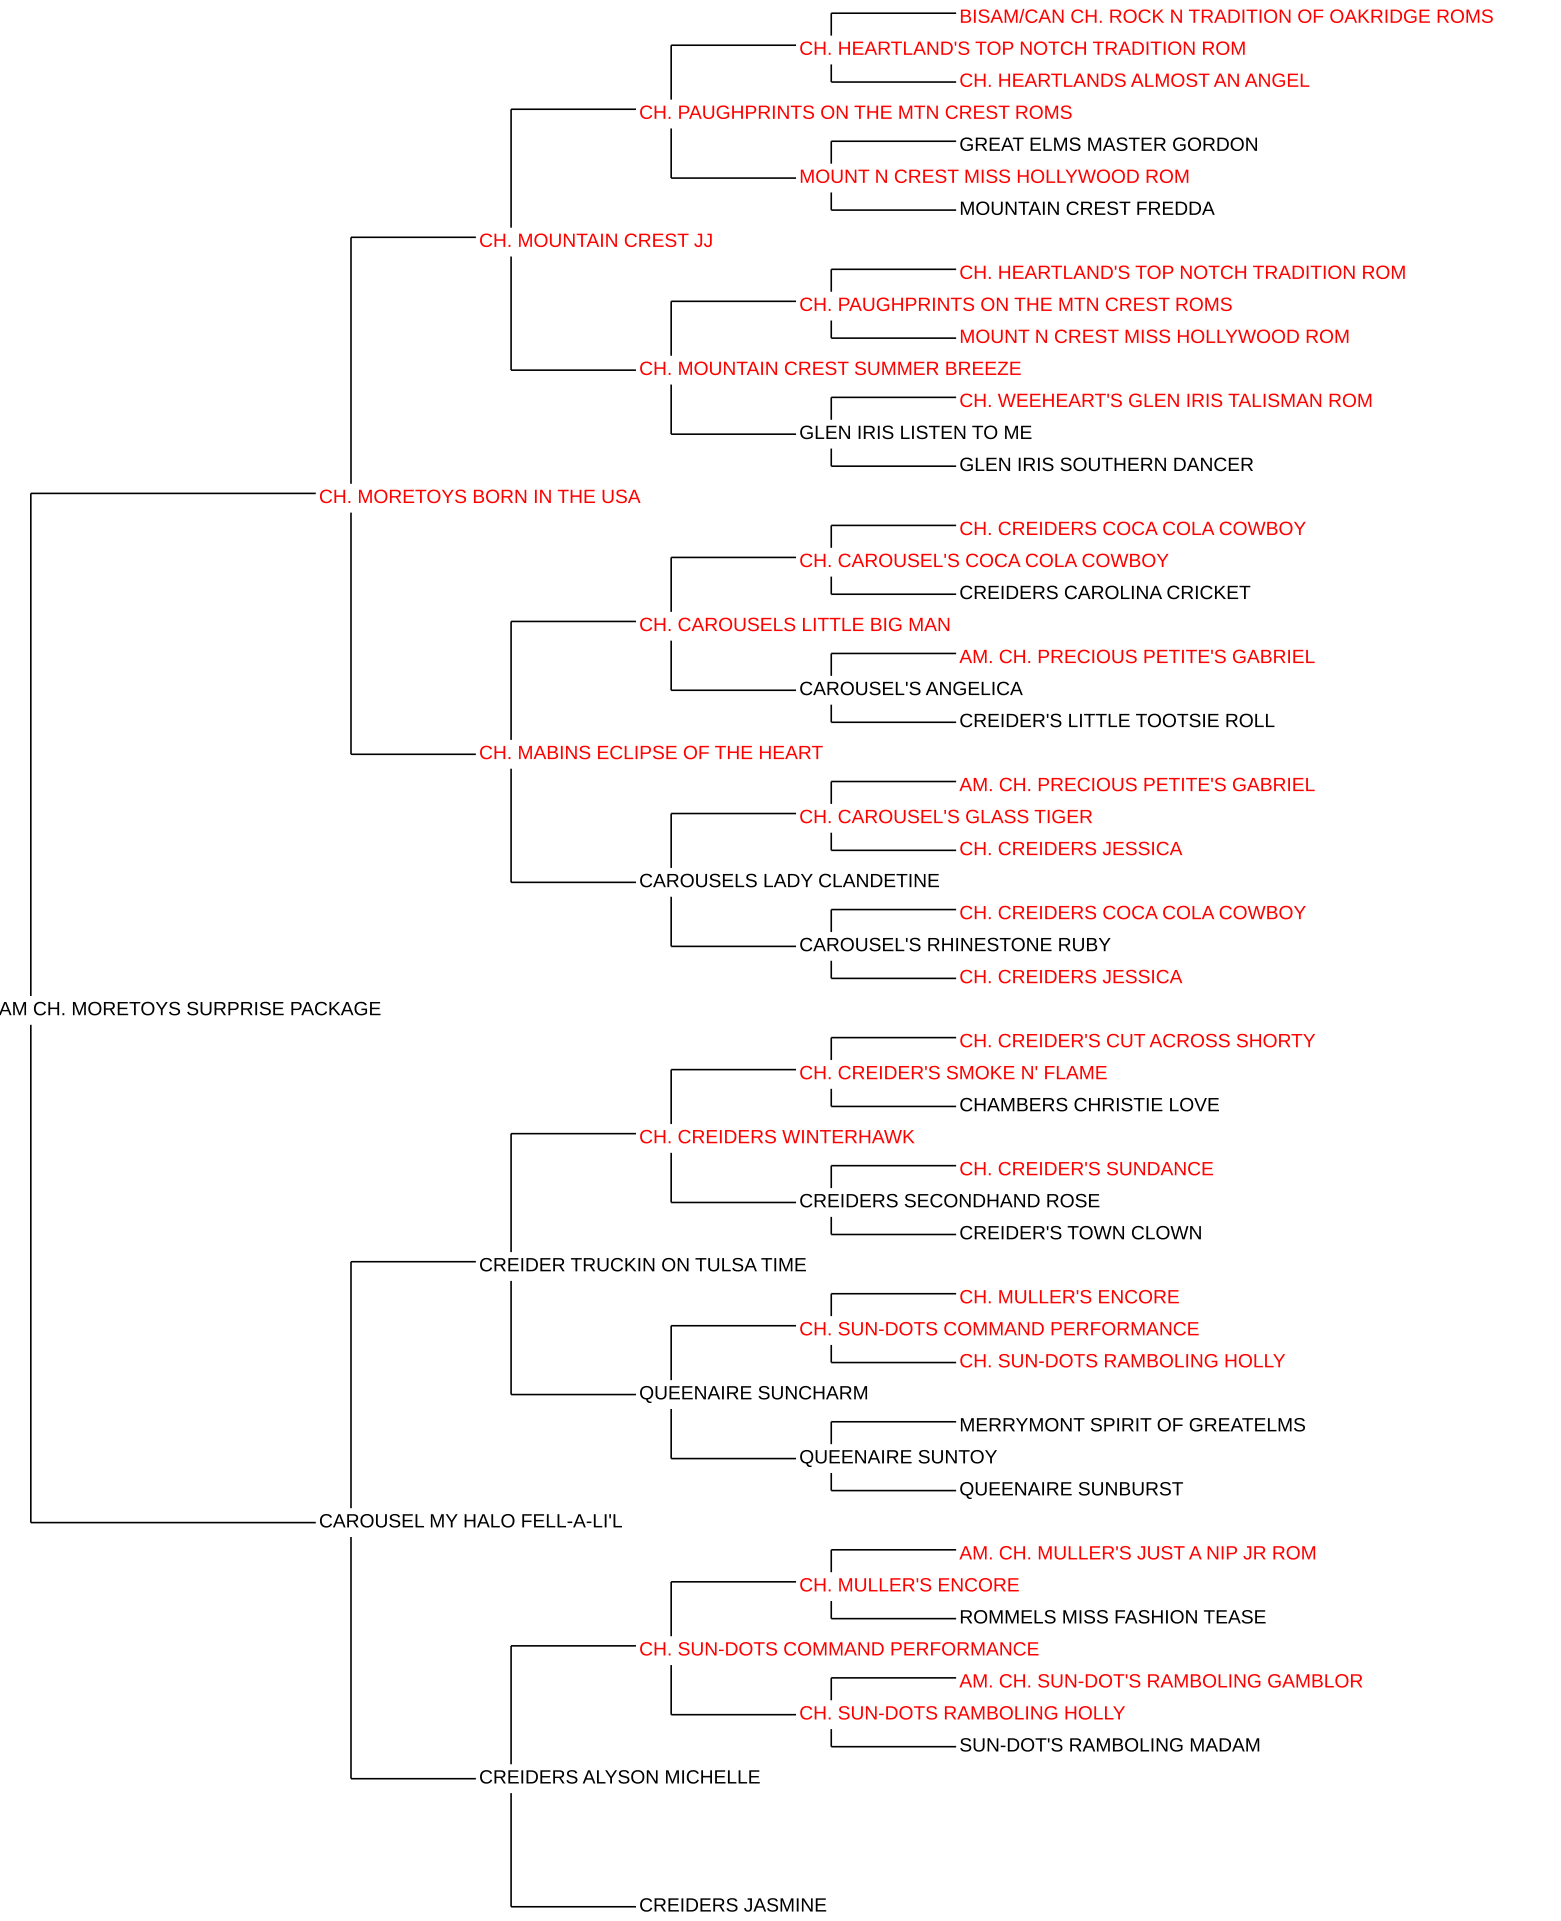 BISAM/CAN CH. ROCK N TRADITION OF OAKRIDGE ROMS
CH. HEARTLAND'S TOP NOTCH TRADITION ROM
CH. HEARTLANDS ALMOST AN ANGEL
CH. PAUGHPRINTS ON THE MTN CREST ROMS
GREAT ELMS MASTER GORDON
MOUNT N CREST MISS HOLLYWOOD ROM
MOUNTAIN CREST FREDDA
CH. MOUNTAIN CREST JJ
CH. HEARTLAND'S TOP NOTCH TRADITION ROM
CH. PAUGHPRINTS ON THE MTN CREST ROMS
MOUNT N CREST MISS HOLLYWOOD ROM
CH. MOUNTAIN CREST SUMMER BREEZE
CH. WEEHEART'S GLEN IRIS TALISMAN ROM
GLEN IRIS LISTEN TO ME
GLEN IRIS SOUTHERN DANCER
CH. MORETOYS BORN IN THE USA
CH. CREIDERS COCA COLA COWBOY
CH. CAROUSEL'S COCA COLA COWBOY
CREIDERS CAROLINA CRICKET
CH. CAROUSELS LITTLE BIG MAN
AM. CH. PRECIOUS PETITE'S GABRIEL
CAROUSEL'S ANGELICA
CREIDER'S LITTLE TOOTSIE ROLL
CH. MABINS ECLIPSE OF THE HEART
AM. CH. PRECIOUS PETITE'S GABRIEL
CH. CAROUSEL'S GLASS TIGER
CH. CREIDERS JESSICA
CAROUSELS LADY CLANDETINE
CH. CREIDERS COCA COLA COWBOY
CAROUSEL'S RHINESTONE RUBY
CH. CREIDERS JESSICA
AM CH. MORETOYS SURPRISE PACKAGE
CH. CREIDER'S CUT ACROSS SHORTY
CH. CREIDER'S SMOKE N' FLAME
CHAMBERS CHRISTIE LOVE
CH. CREIDERS WINTERHAWK
CH. CREIDER'S SUNDANCE
CREIDERS SECONDHAND ROSE
CREIDER'S TOWN CLOWN
CREIDER TRUCKIN ON TULSA TIME
CH. MULLER'S ENCORE
CH. SUN-DOTS COMMAND PERFORMANCE
CH. SUN-DOTS RAMBOLING HOLLY
QUEENAIRE SUNCHARM
MERRYMONT SPIRIT OF GREATELMS
QUEENAIRE SUNTOY
QUEENAIRE SUNBURST
CAROUSEL MY HALO FELL-A-LI'L
AM. CH. MULLER'S JUST A NIP JR ROM
CH. MULLER'S ENCORE
ROMMELS MISS FASHION TEASE
CH. SUN-DOTS COMMAND PERFORMANCE
AM. CH. SUN-DOT'S RAMBOLING GAMBLOR
CH. SUN-DOTS RAMBOLING HOLLY
SUN-DOT'S RAMBOLING MADAM
CREIDERS ALYSON MICHELLE
CREIDERS JASMINE